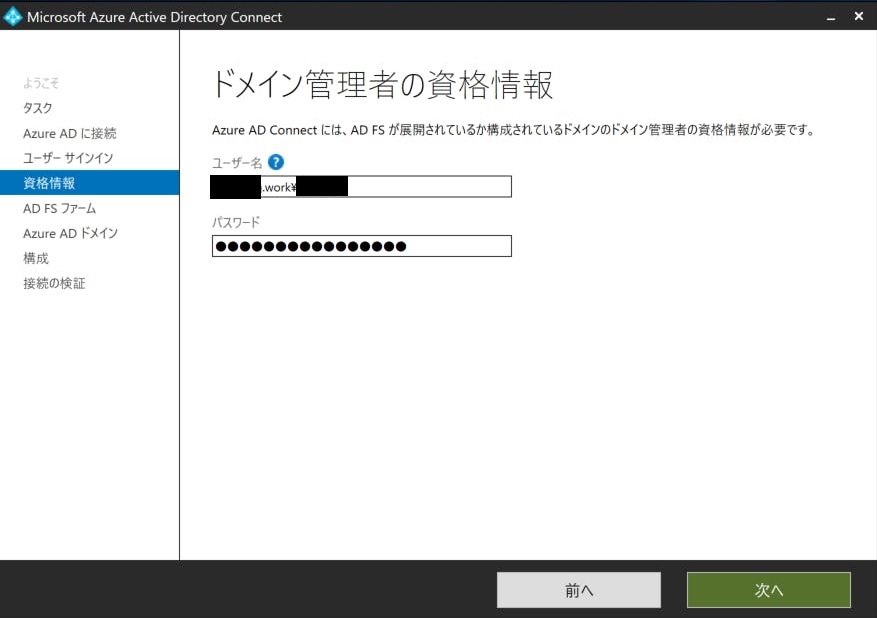 Microsoft Azure Active Directory Connect
ようこそ
タスク
Azure AD に接続
ユーザー サインイン
資格情報
AD FS ファーム
Azure AD ドメイン
構成
接続の検証
ドメイン管理者の資格情報
Azure AD Connect には、AD FS が展開されているか構成されているドメインのドメイン管理者の資格情報が必要です。
ユーザー名 ?
.work¥
パスワード
●●●●●●●●●●●●●●●●
前へ
次へ